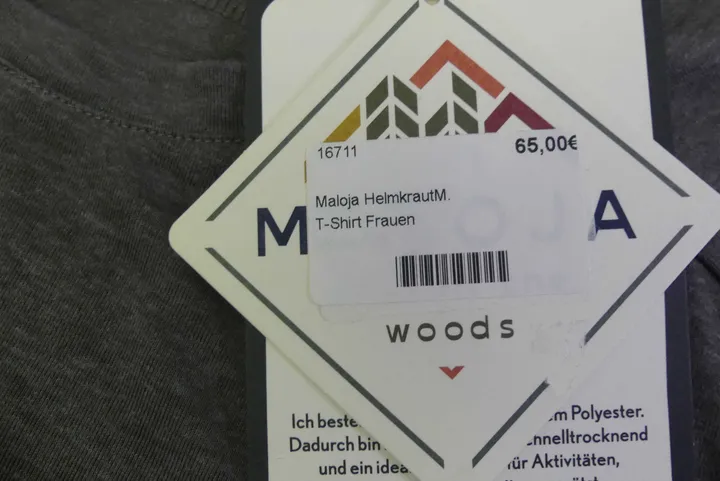 16711 65,00€
Maloja HelmkrautM.
T-Shirt Frauen
M OJA
woods
Ich beste m Polyester.
Dadurch bin chnelltrocknend
und ein idea ür Aktivitäten,